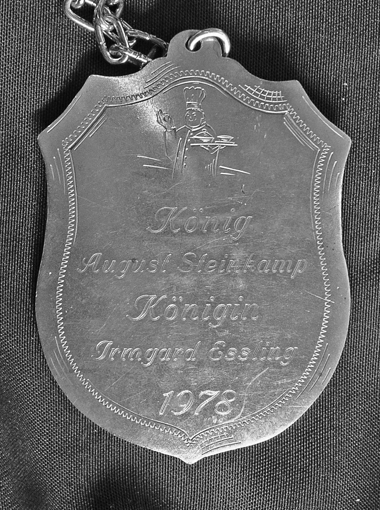 König
August Steinkamp
Königin
Irmgard Essling
1978